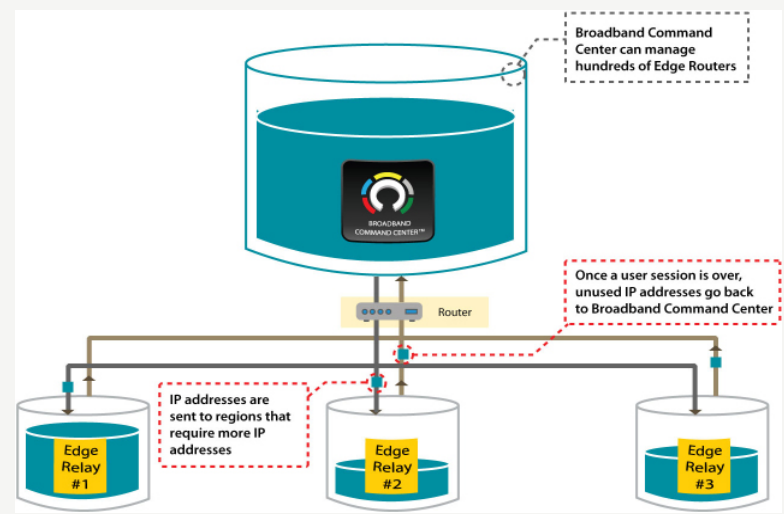 Broadband Command
Center can manage
hundreds of Edge Routers
BROADBAND
COMMAND CENTER™
Once a user session is over,
unused IP addresses go back
to Broadband Command Center
Router
IP addresses are
sent to regions that
require more IP
addresses
Edge
Relay
#1
Edge
Relay
#2
Edge
Relay
#3